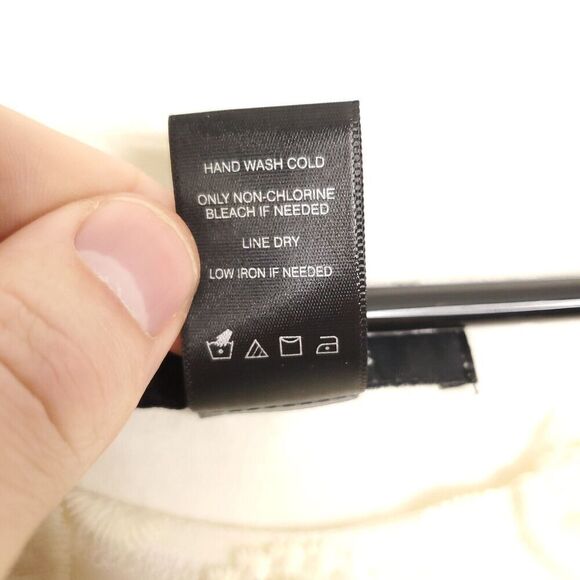 HAND WASH COLD
ONLY NON-CHLORINE
BLEACH IF NEEDED
LINE DRY
LOW IRON IF NEEDED